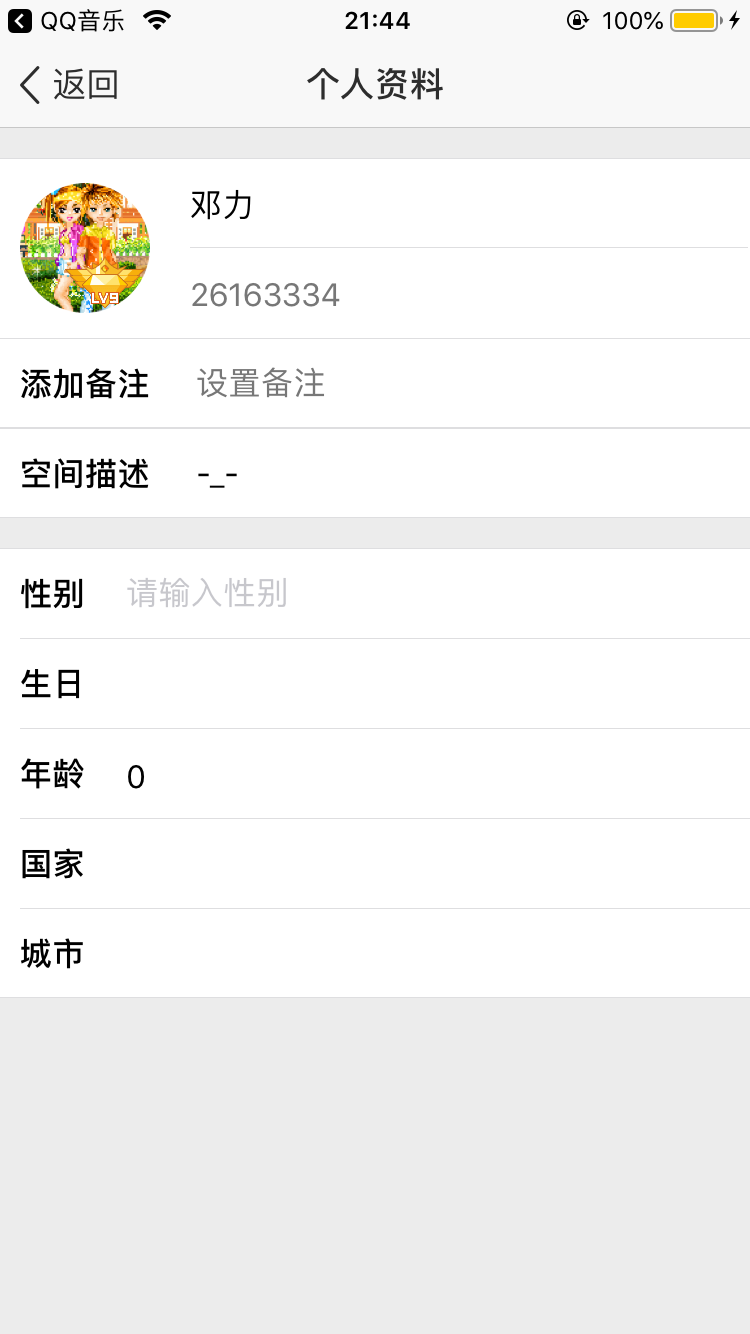 QQ音乐 21:44 100%
返回 个人资料
邓力
LV9
26163334
添加备注 设置备注
空间描述 -_-
性别 请输入性别
生日
年龄 0
国家
城市